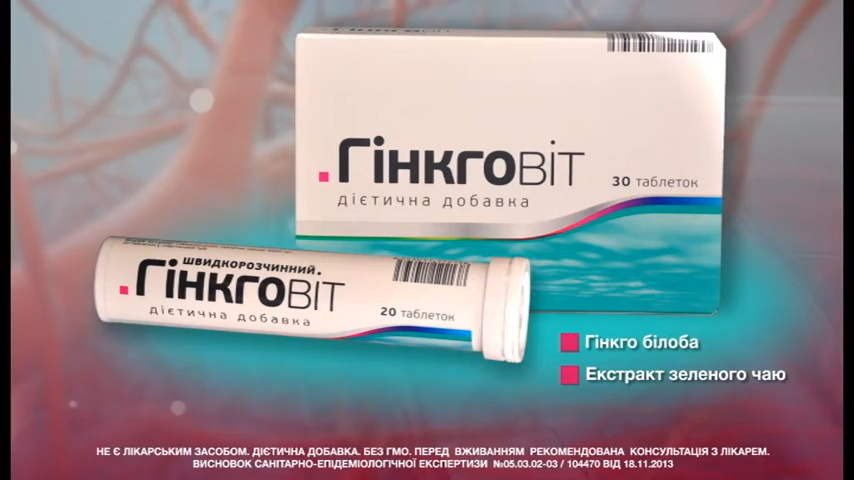 ГінкгоВІТ
30 таблеток
дієтична добавка
ШВИДКОРОЗЧИННИЙ
ГінкгоВІТ
20 таблеток
дієтична добавка
Гінкго білоба
Екстракт зеленого чаю
НЕ Є ЛІКАРСЬКИМ ЗАСОБОМ. ДІЄТИЧНА ДОБАВКА. БЕЗ ГМО. ПЕРЕД ВЖИВАННЯМ РЕКОМЕНДОВАНА КОНСУЛЬТАЦІЯ З ЛІКАРЕМ.
ВИСНОВОК САНІТАРНО-ЕПІДЕМІОЛОГІЧНОЇ ЕКСПЕРТИЗИ №05.03.02-03 / 104470 ВІД 18.11.2013